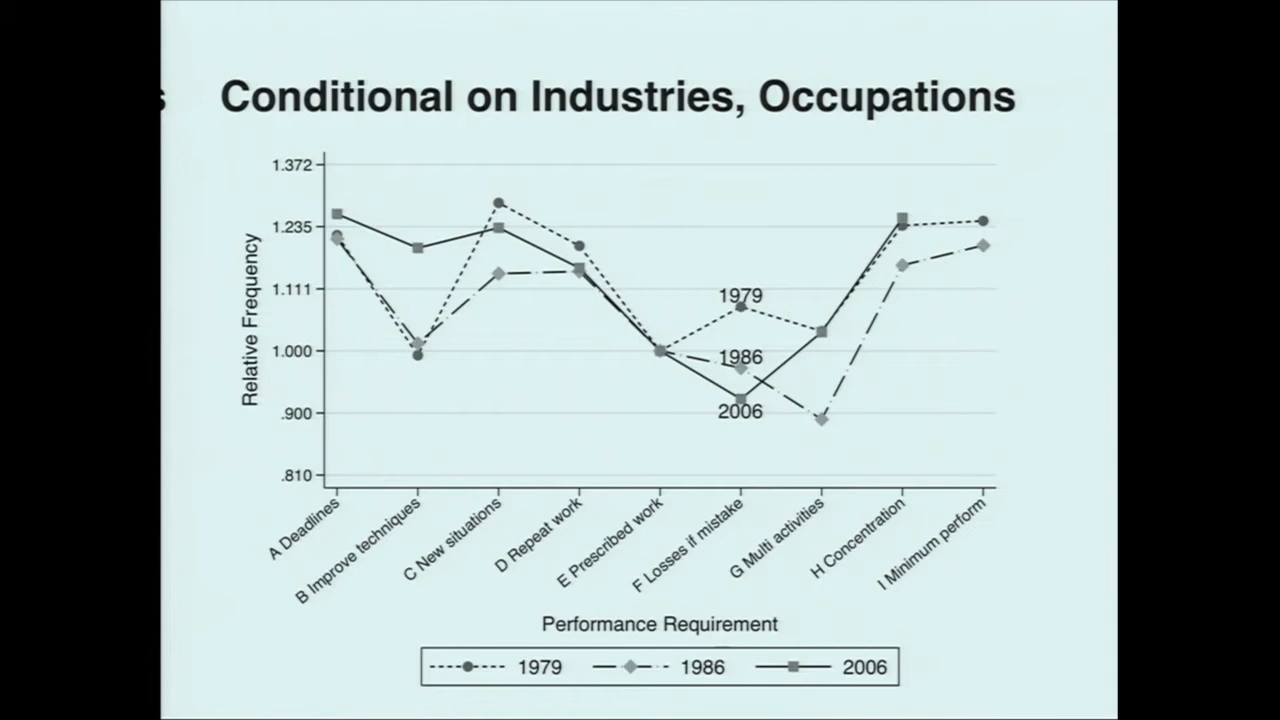 s Conditional on Industries, Occupations
1.372
1.235
1.111
1.000
.900
.810
Relative Frequency
1979
1986
2006
A Deadlines
B Improve techniques
C New situations
D Repeat work
E Prescribed work
F Losses if mistake
G Multi activities
H Concentration
I Minimum perform
Performance Requirement
1979 1986 2006